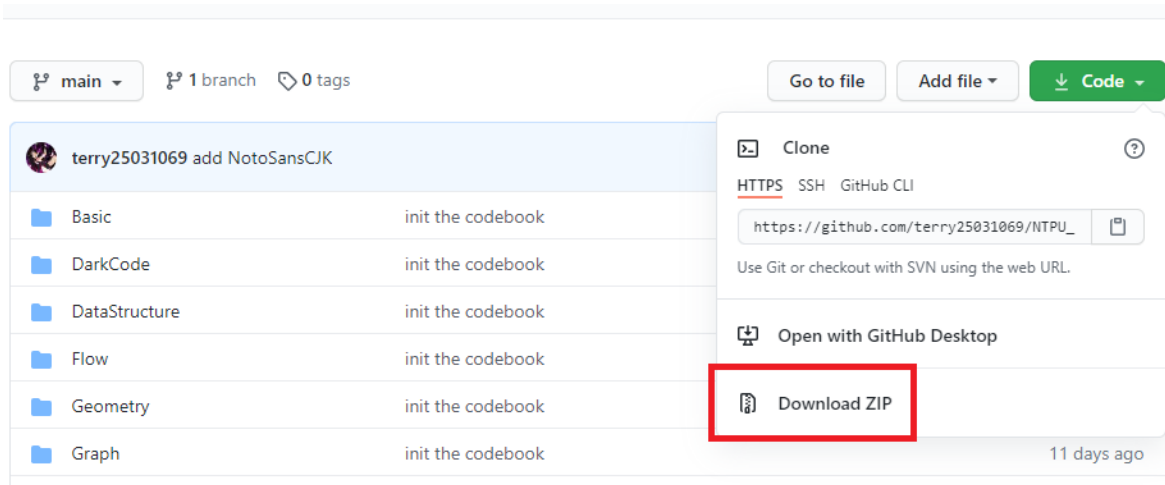 main 1 branch 0 tags Go to file Add file Code
terry25031069 add NotoSansCJK
Basic init the codebook
DarkCode init the codebook
DataStructure init the codebook
Flow init the codebook
Geometry init the codebook
Graph init the codebook 11 days ago
Clone
HTTPS SSH GitHub CLI
https://github.com/terry25031069/NTPU_
Use Git or checkout with SVN using the web URL.
Open with GitHub Desktop
Download ZIP